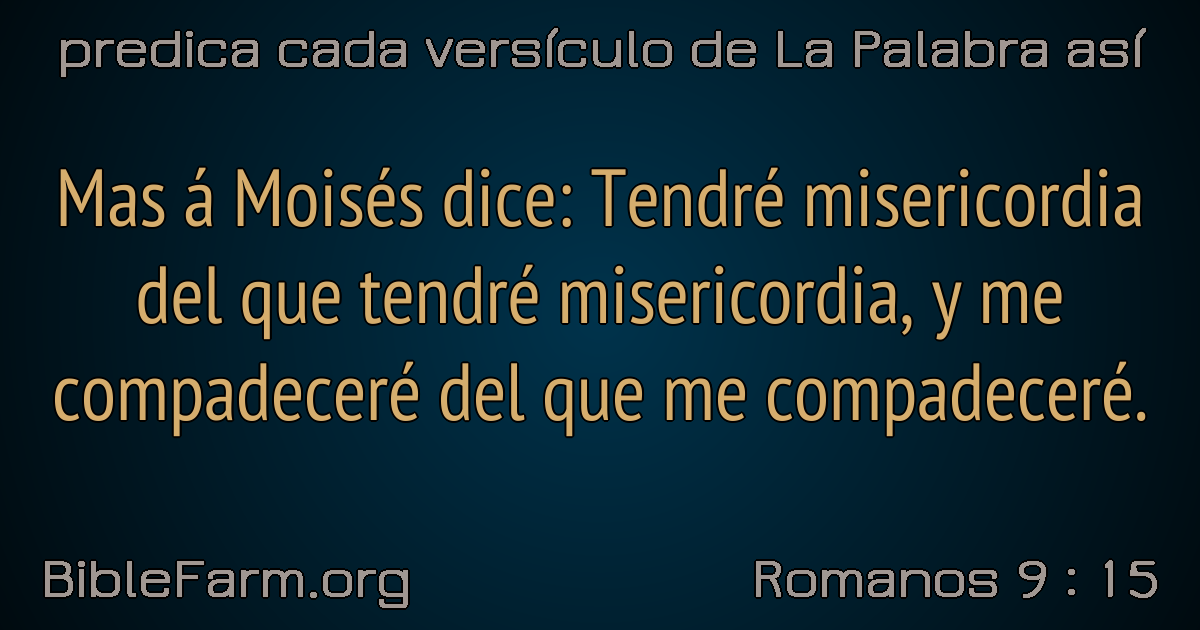 predica cada versículo de La Palabra así
Mas á Moisés dice: Tendré misericordia
del que tendré misericordia, y me
compadeceré del que me compadeceré.
BibleFarm.org
Romanos 9 : 15